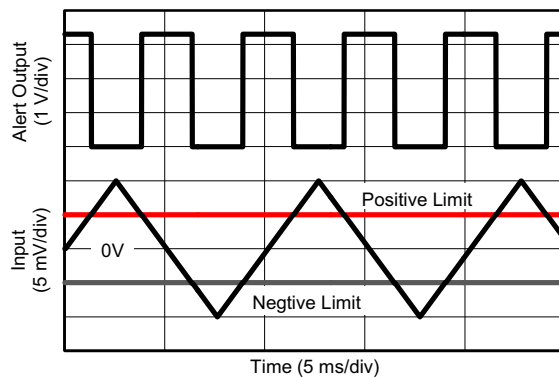 Alert Output
(1 V/div)
Positive Limit
Input
(5 mV/div)
0V
Negtive Limit
Time (5 ms/div)